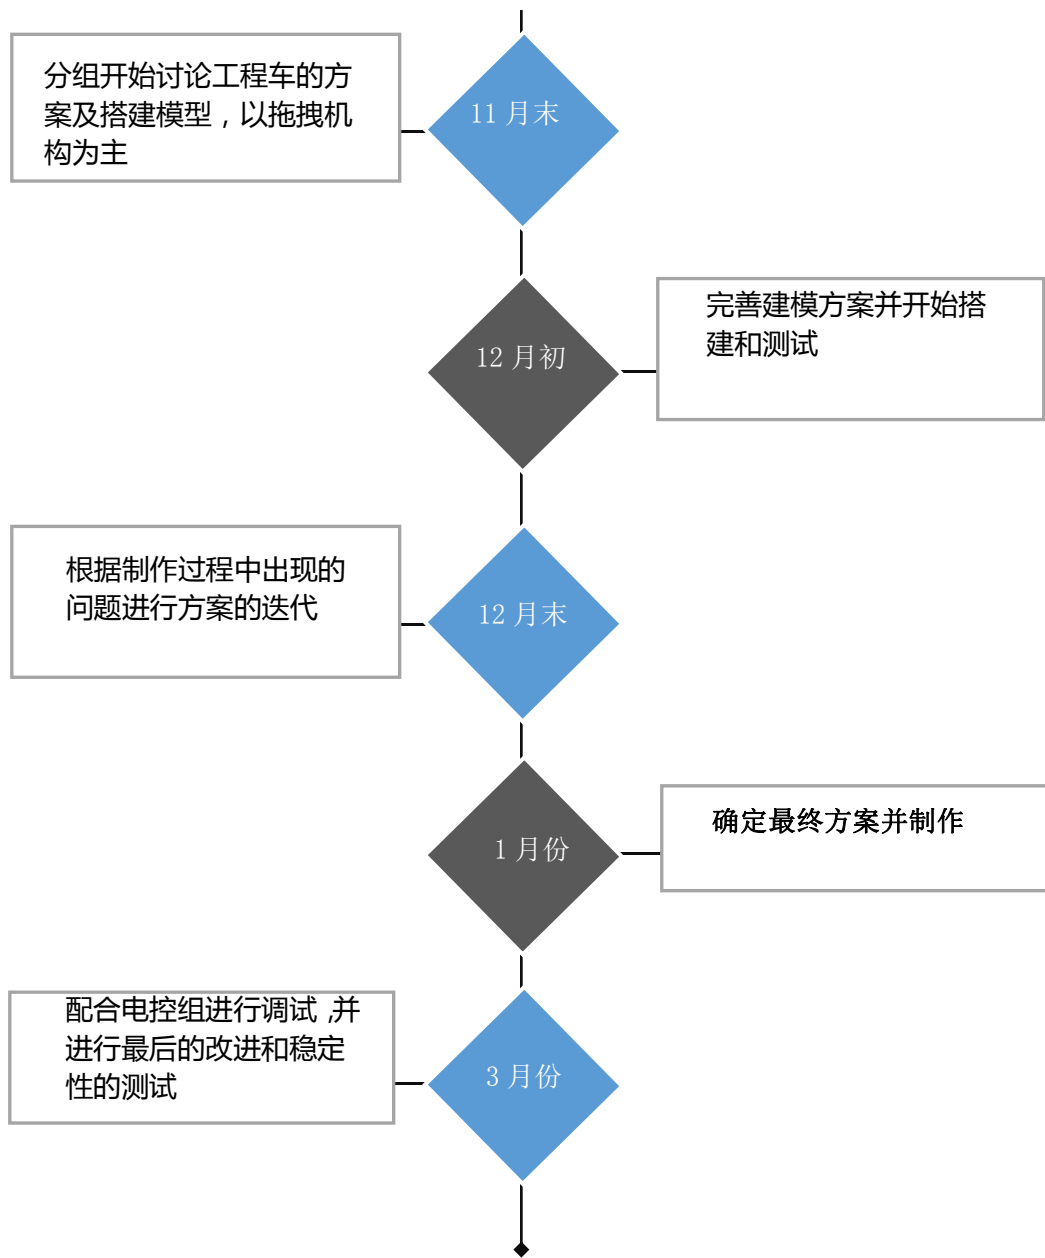 分组开始讨论工程车的方
案及搭建模型，以拖拽机
构为主
11 月末
完善建模方案并开始搭
建和测试
12 月初
根据制作过程中出现的
问题进行方案的迭代
12 月末
确定最终方案并制作
1 月份
配合电控组进行调试,并
进行最后的改进和稳定
性的测试
3 月份